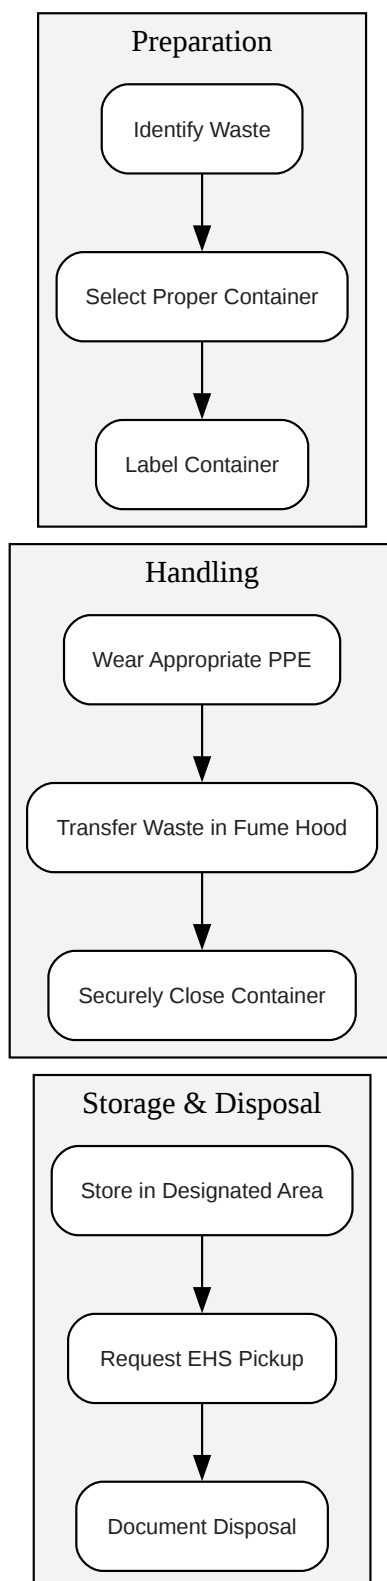 Preparation
Identify Waste
Select Proper Container
Label Container
Handling
Wear Appropriate PPE
Transfer Waste in Fume Hood
Securely Close Container
Storage & Disposal
Store in Designated Area
Request EHS Pickup
Document Disposal